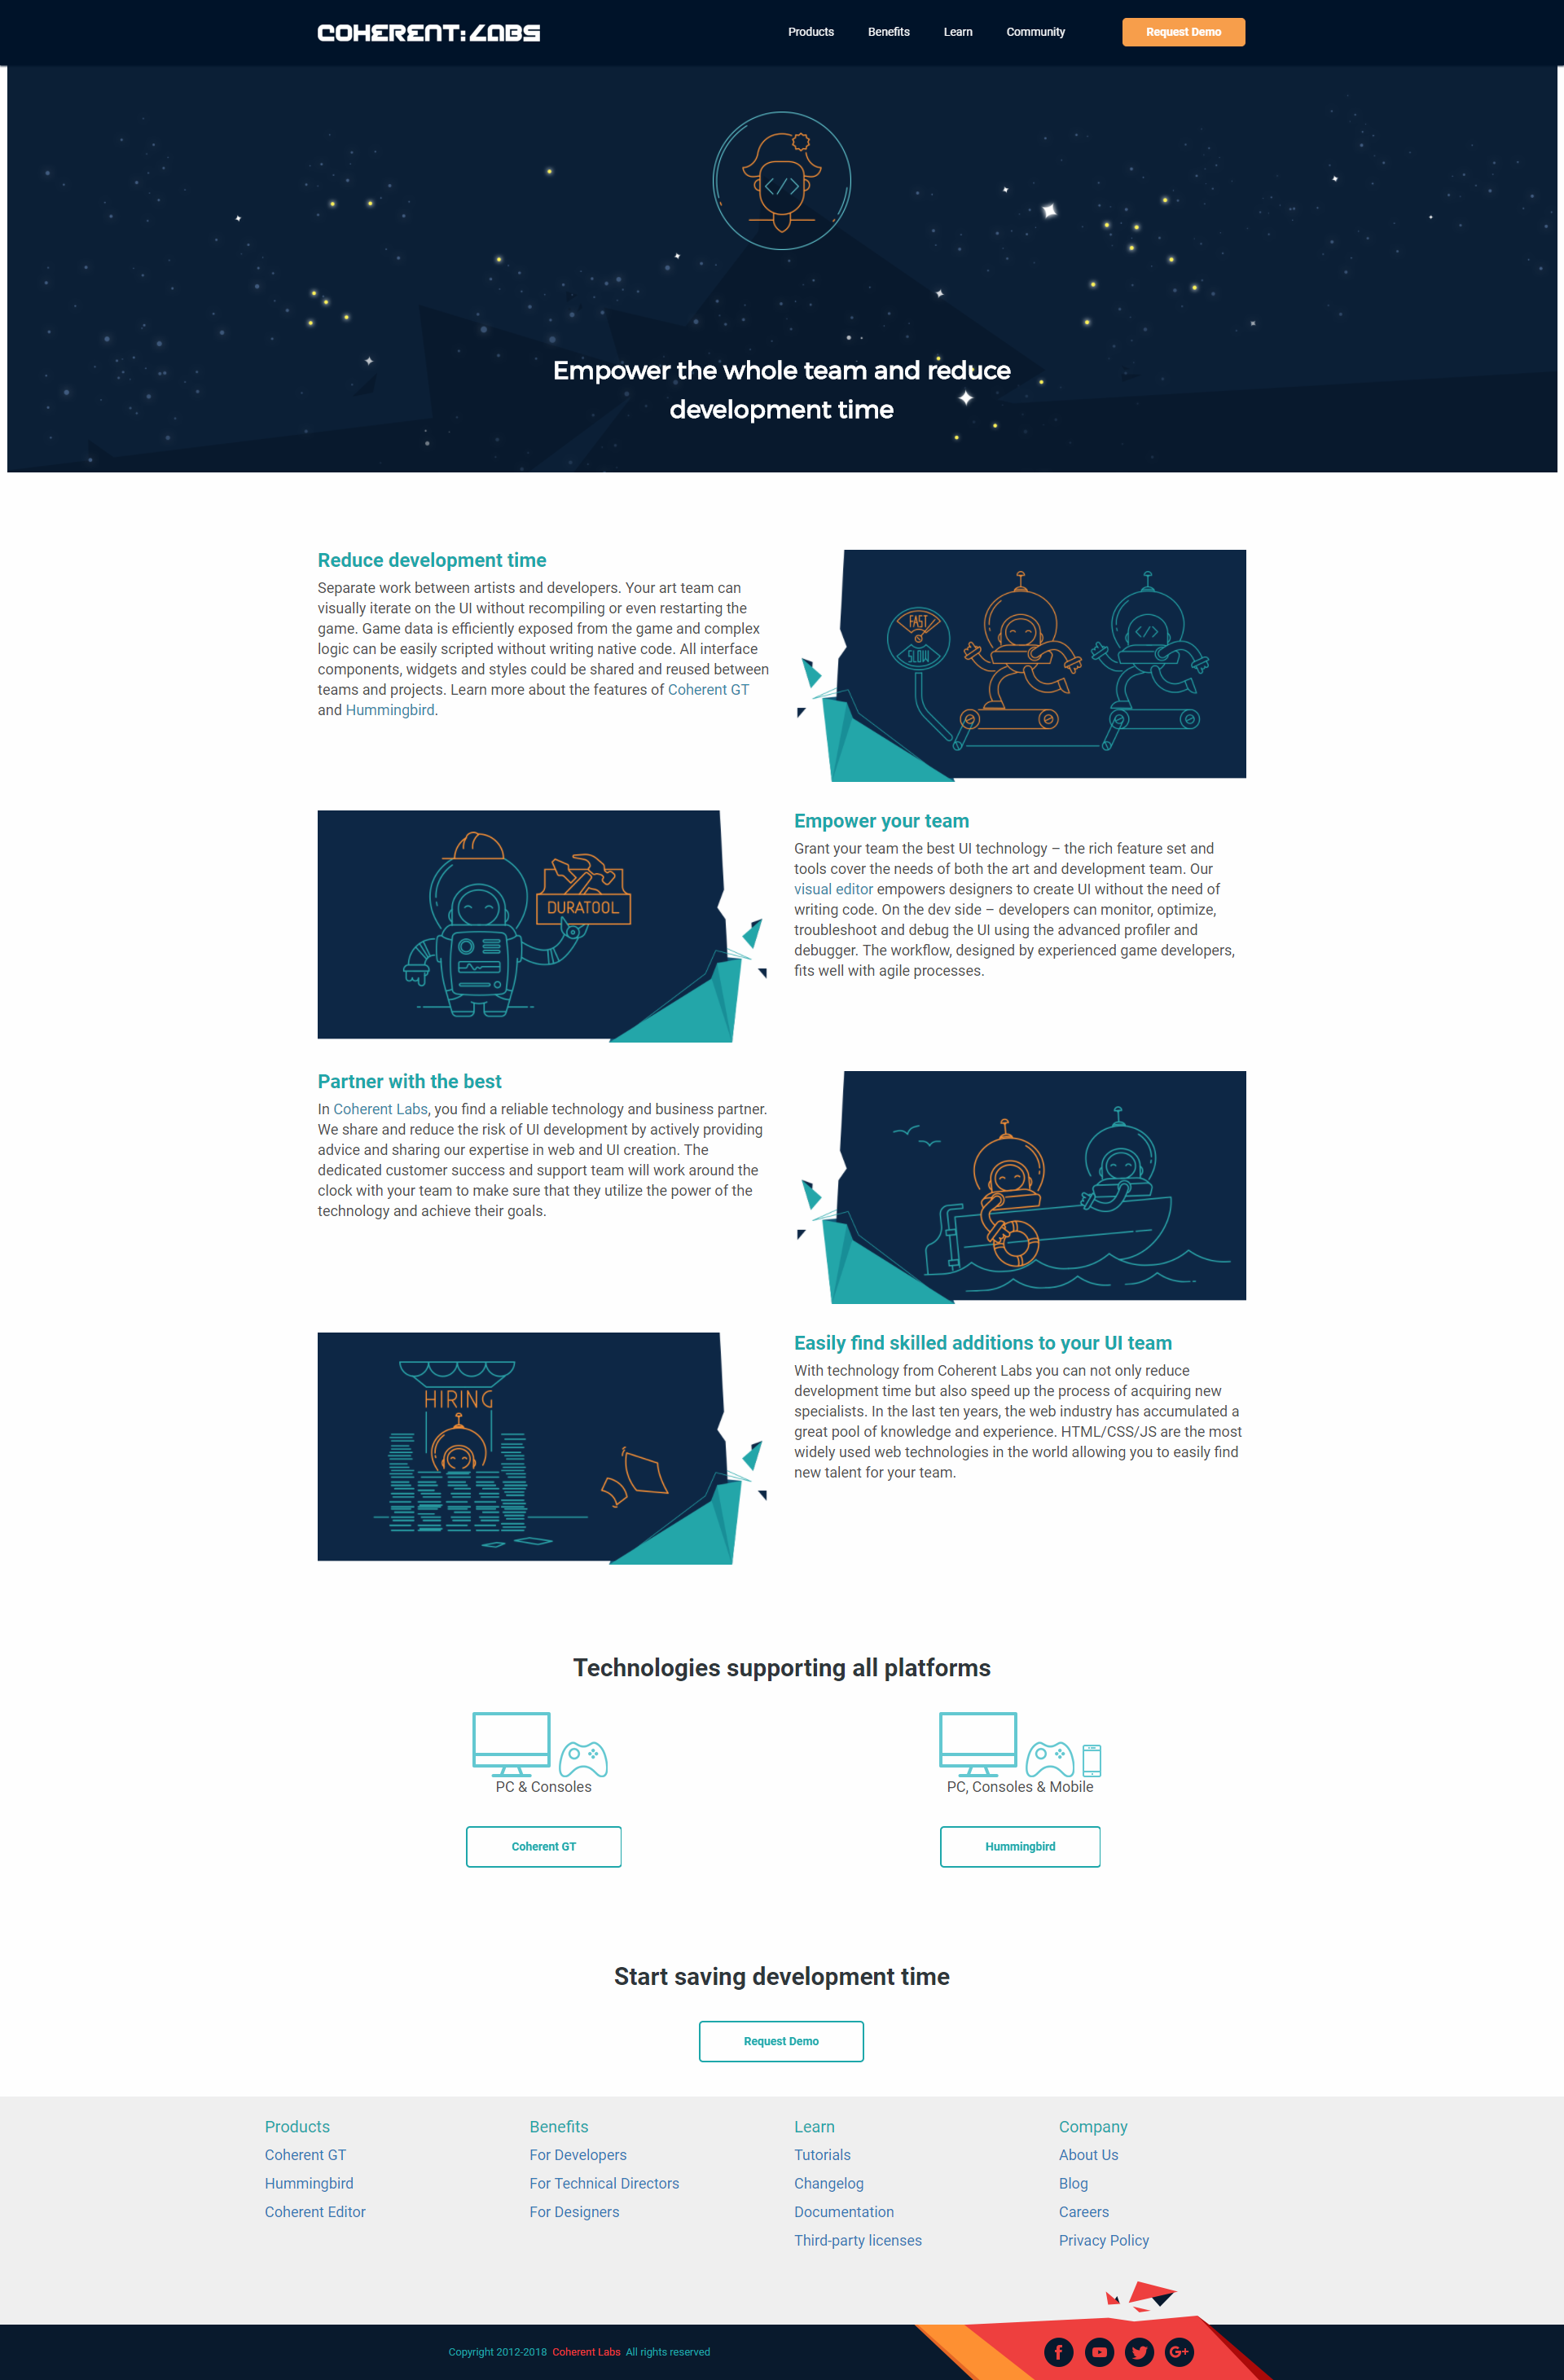 COHERENT:LABS
Products
Benefits
Learn
Community
Request Demo
Empower the whole team and reduce
development time
Reduce development time
Separate work between artists and developers. Your art team can
visually iterate on the UI without recompiling or even restarting the
game. Game data is efficiently exposed from the game and complex
logic can be easily scripted without writing native code. All interface
components, widgets and styles could be shared and reused between
teams and projects. Learn more about the features of Coherent GT
and Hummingbird.
FAST
SLOW
</>
DURATOOL
Empower your team
Grant your team the best UI technology – the rich feature set and
tools cover the needs of both the art and development team. Our
visual editor empowers designers to create UI without the need of
writing code. On the dev side – developers can monitor, optimize,
troubleshoot and debug the UI using the advanced profiler and
debugger. The workflow, designed by experienced game developers,
fits well with agile processes.
Partner with the best
In Coherent Labs, you find a reliable technology and business partner.
We share and reduce the risk of UI development by actively providing
advice and sharing our expertise in web and UI creation. The
dedicated customer success and support team will work around the
clock with your team to make sure that they utilize the power of the
technology and achieve their goals.
HIRING
Easily find skilled additions to your UI team
With technology from Coherent Labs you can not only reduce
development time but also speed up the process of acquiring new
specialists. In the last ten years, the web industry has accumulated a
great pool of knowledge and experience. HTML/CSS/JS are the most
widely used web technologies in the world allowing you to easily find
new talent for your team.
Technologies supporting all platforms
PC & Consoles
Coherent GT
PC, Consoles & Mobile
Hummingbird
Start saving development time
Request Demo
Products
Coherent GT
Hummingbird
Coherent Editor
Benefits
For Developers
For Technical Directors
For Designers
Learn
Tutorials
Changelog
Documentation
Third-party licenses
Company
About Us
Blog
Careers
Privacy Policy
Copyright 2012-2018 Coherent Labs All rights reserved